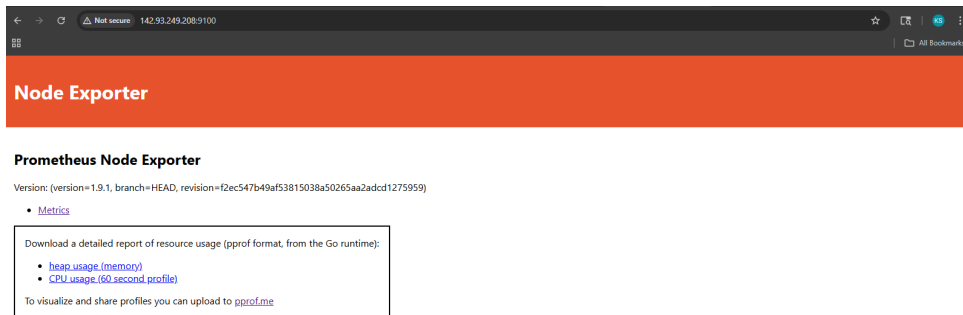 Not secure 142.93.249.208:9100
KS
All Bookmarks
Node Exporter
Prometheus Node Exporter
Version: (version=1.9.1, branch=HEAD, revision=f2ec547b49af53815038a50265aa2adcd1275959)
Metrics
Download a detailed report of resource usage (pprof format, from the Go runtime):
heap usage (memory)
CPU usage (60 second profile)
To visualize and share profiles you can upload to pprof.me